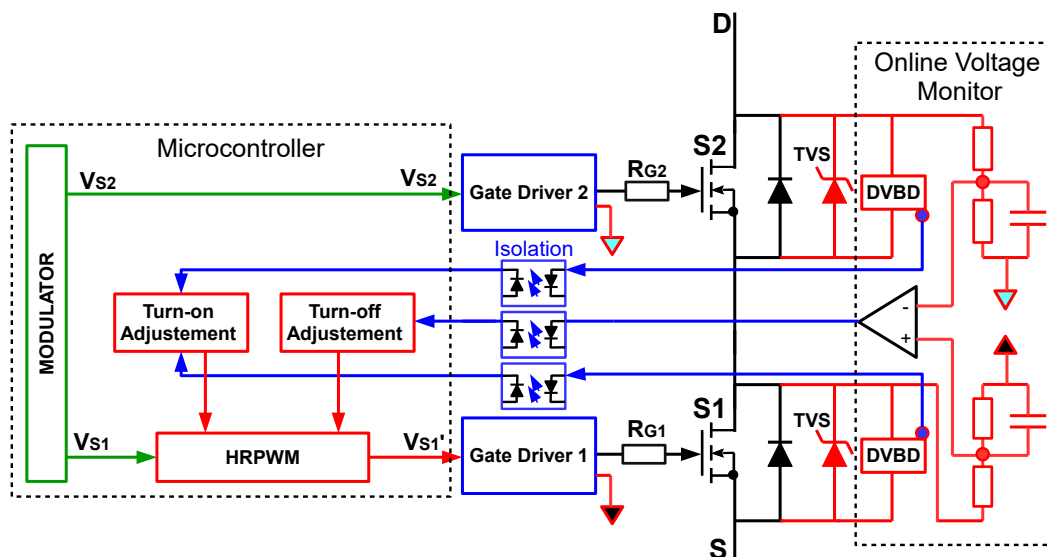 D
Online Voltage
Monitor
Microcontroller
S2
TVS
VS2
VS2
RG2
Gate Driver 2
DVBD
Isolation
MODULATOR
Turn-on
Adjustement
Turn-off
Adjustement
-
+
S1
TVS
VS1
VS1'
RG1
HRPWM
Gate Driver 1
DVBD
S